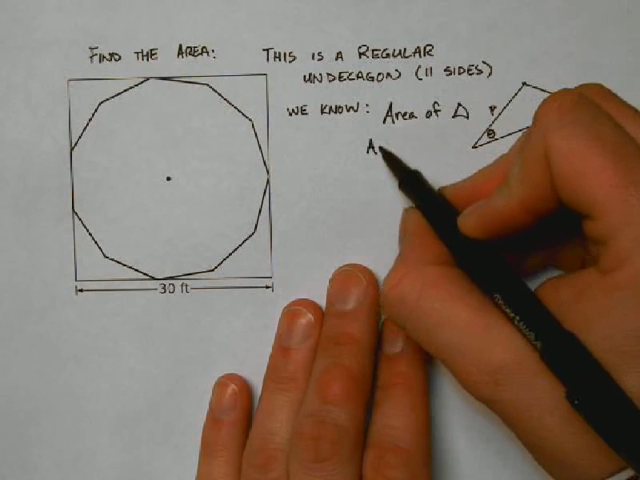 FIND THE AREA:
THIS IS A REGULAR
UNDECAGON (11 SIDES)
WE KNOW: Area of △
P
θ
A
30 ft